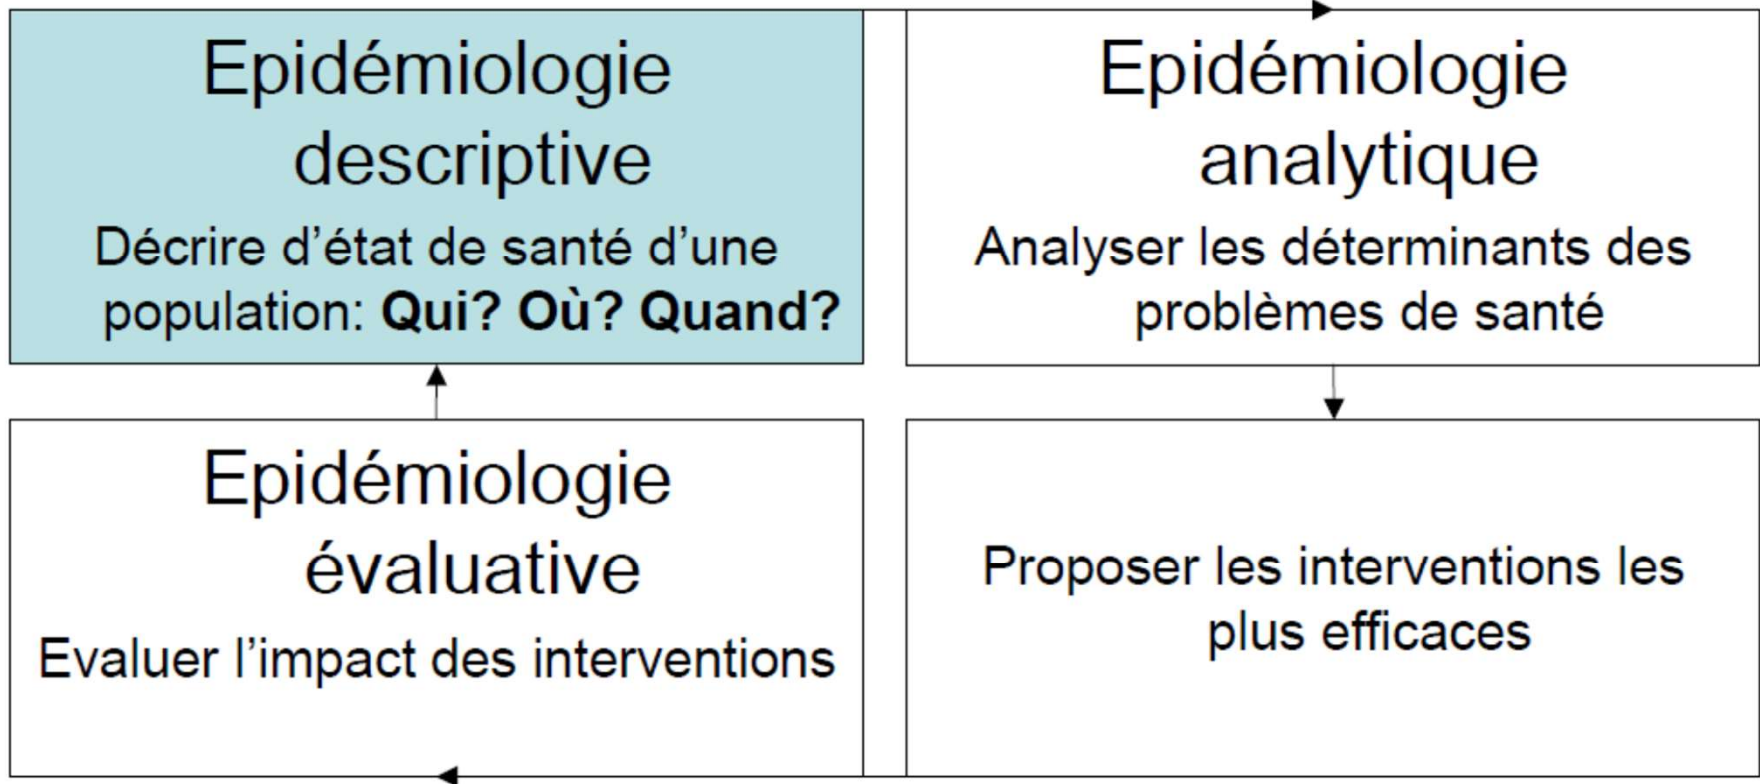 Epidémiologie
descriptive
Décrire d'état de santé d'une
population: Qui? Où? Quand?
Epidémiologie
analytique
Analyser les déterminants des
problèmes de santé
Epidémiologie
évaluative
Evaluer l'impact des interventions
Proposer les interventions les
plus efficaces